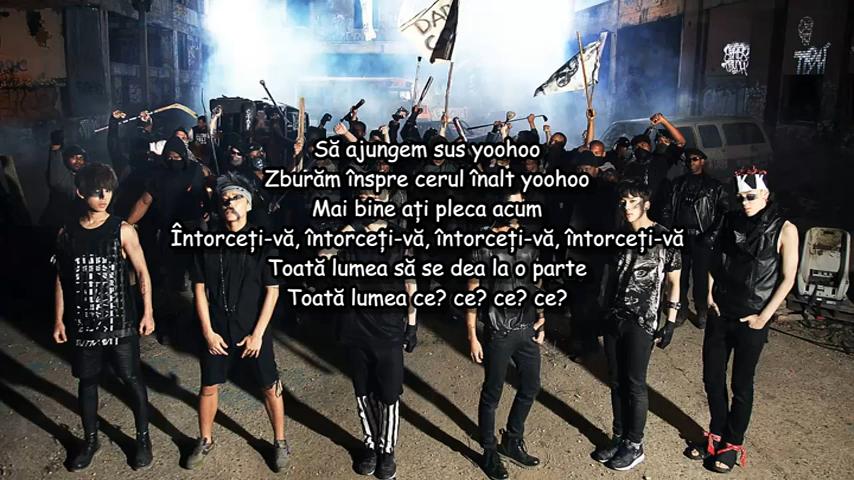 DADA
Să ajungem sus yoohoo
Zburăm înspre cerul înalt yoohoo
Mai bine ați pleca acum
Întorceți-vă, întorceți-vă, întorceți-vă, întorceți-vă
Toată lumea să se dea la o parte
Toată lumea ce? ce? ce? ce?